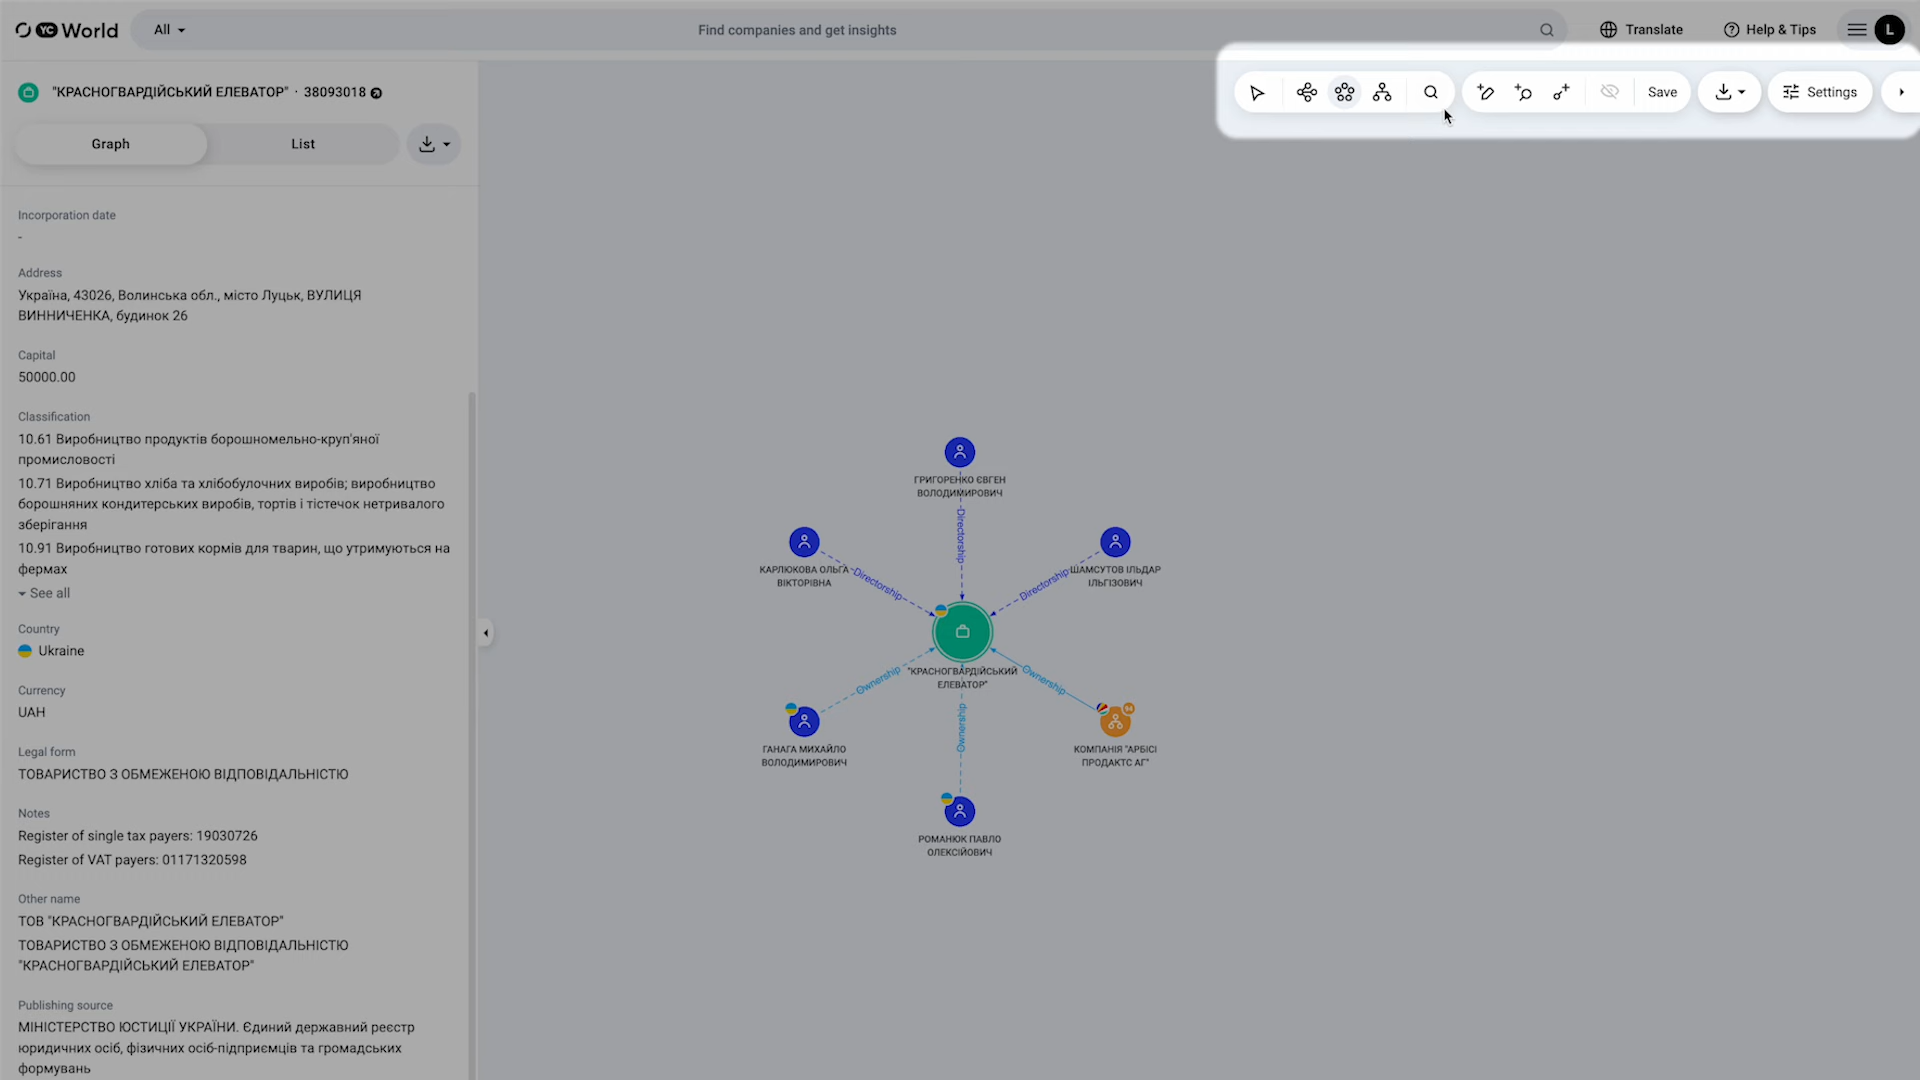 YC World
All
Find companies and get insights
Translate
Help & Tips
L
"КРАСНОГВАРДІЙСЬКИЙ ЕЛЕВАТОР" · 38093018
Save
Settings
Graph
List
Incorporation date
-
Address
Україна, 43026, Волинська обл., місто Луцьк, ВУЛИЦЯ
ВИННИЧЕНКА, будинок 26
Capital
50000.00
Classification
10.61 Виробництво продуктів борошномельно-круп'яної
промисловості
10.71 Виробництво хліба та хлібобулочних виробів; виробництво
борошняних кондитерських виробів, тортів і тістечок нетривалого
зберігання
10.91 Виробництво готових кормів для тварин, що утримуються на
фермах
See all
Country
Ukraine
Currency
UAH
Legal form
ТОВАРИСТВО З ОБМЕЖЕНОЮ ВІДПОВІДАЛЬНІСТЮ
Notes
Register of single tax payers: 19030726
Register of VAT payers: 01171320598
Other name
ТОВ "КРАСНОГВАРДІЙСЬКИЙ ЕЛЕВАТОР"
ТОВАРИСТВО З ОБМЕЖЕНОЮ ВІДПОВІДАЛЬНІСТЮ
"КРАСНОГВАРДІЙСЬКИЙ ЕЛЕВАТОР"
Publishing source
МІНІСТЕРСТВО ЮСТИЦІЇ УКРАЇНИ. Єдиний державний реєстр
юридичних осіб, фізичних осіб-підприємців та громадських
формувань
ГРИГОРЕНКО ЄВГЕН
ВОЛОДИМИРОВИЧ
Directorship
КАРЛЮКОВА ОЛЬГА
ВІКТОРІВНА
Directorship
ШАМСУТОВ ІЛЬДАР
ІЛЬГІЗОВИЧ
Directorship
"КРАСНОГВАРДІЙСЬКИЙ
ЕЛЕВАТОР"
Ownership
Ownership
Ownership
ГАНАГА МИХАЙЛО
ВОЛОДИМИРОВИЧ
КОМПАНІЯ "АРБІСІ
ПРОДАКТС АГ"
РОМАНЮК ПАВЛО
ОЛЕКСІЙОВИЧ